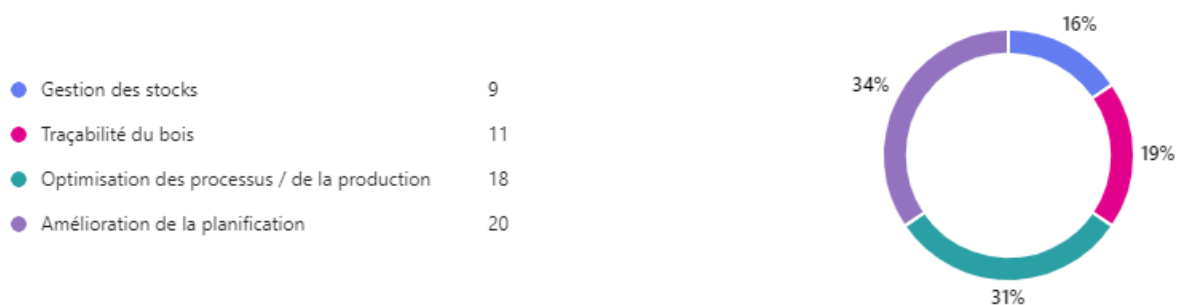 Gestion des stocks 9
Traçabilité du bois 11
Optimisation des processus / de la production 18
Amélioration de la planification 20
16%
34%
19%
31%